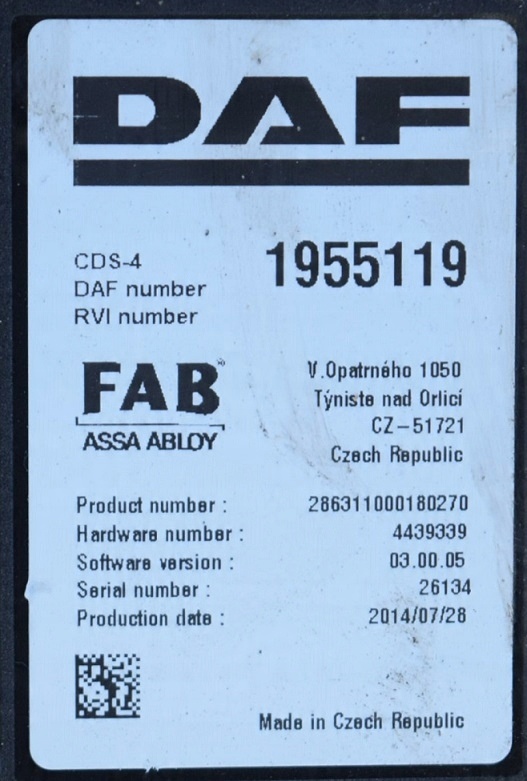 DAF
CDS-4
DAF number 1955119
RVI number
FAB®
ASSA ABLOY
V.Opatrného 1050
Týniste nad Orlicí
CZ-51721
Czech Republic
Product number : 286311000180270
Hardware number : 4439339
Software version : 03.00.05
Serial number : 26134
Production date : 2014/07/28
Made in Czech Republic